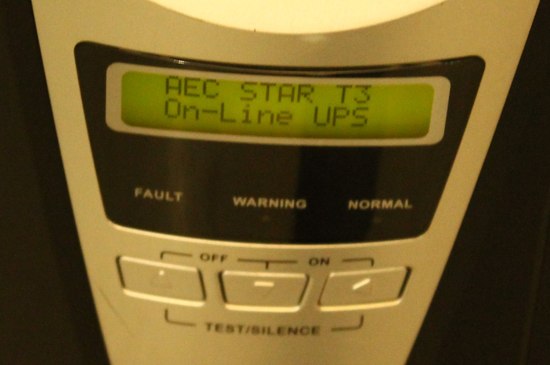 AEC STAR T3
On-Line UPS
FAULT WARNING NORMAL
OFF ON
TEST/SILENCE